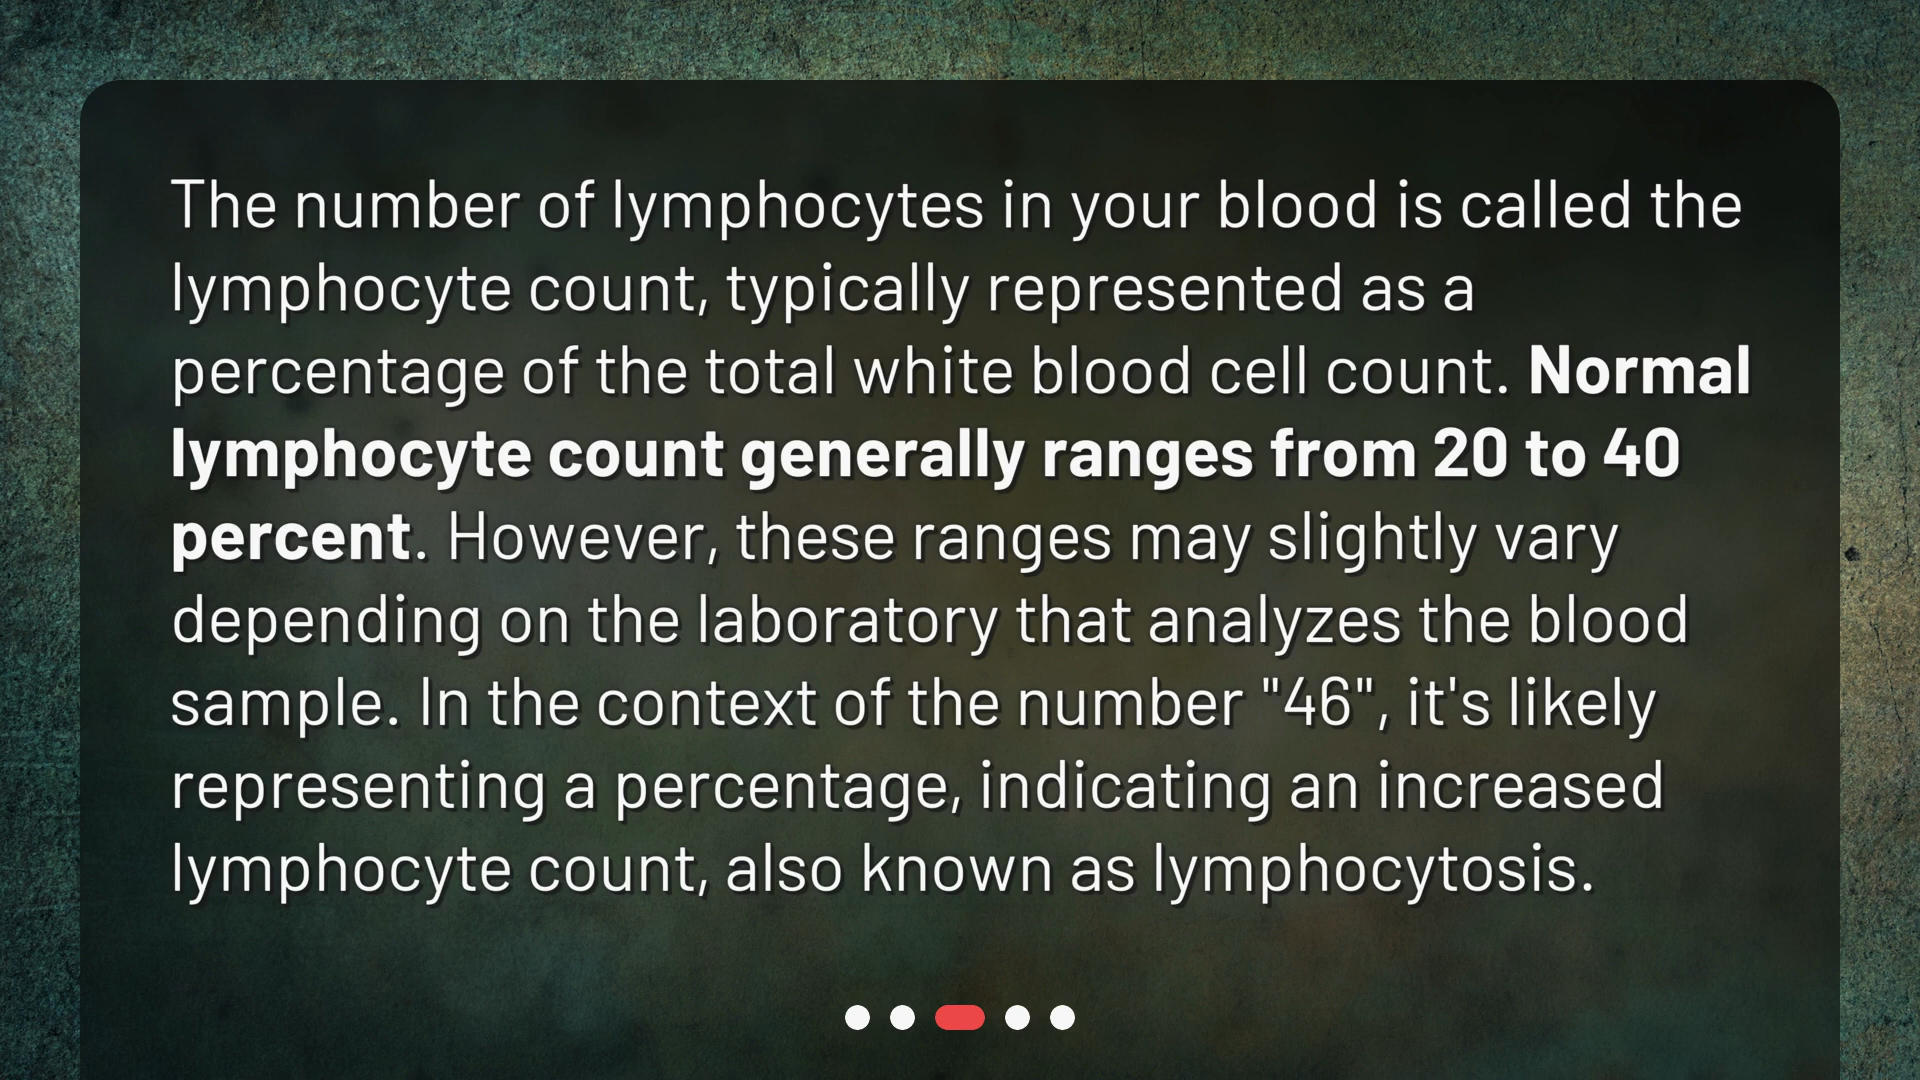 The number of lymphocytes in your blood is called the
lymphocyte count, typically represented as a
percentage of the total white blood cell count. Normal
lymphocyte count generally ranges from 20 to 40
percent. However, these ranges may slightly vary
depending on the laboratory that analyzes the blood
sample. In the context of the number "46", it's likely
representing a percentage, indicating an increased
lymphocyte count, also known as lymphocytosis.